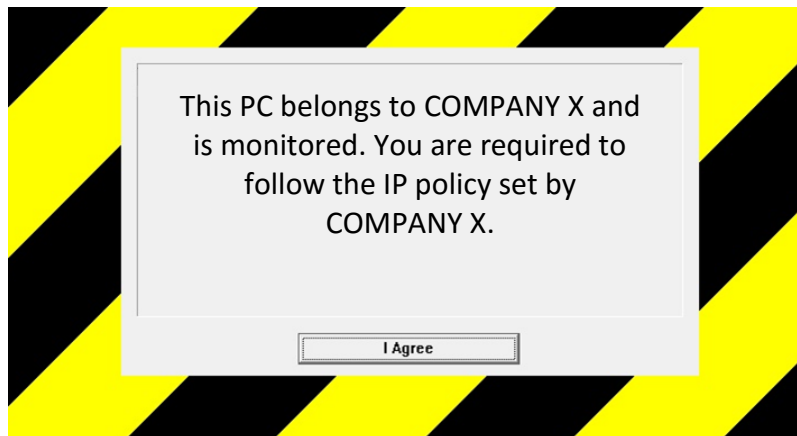 This PC belongs to COMPANY X and
is monitored. You are required to
follow the IP policy set by
COMPANY X.
I Agree